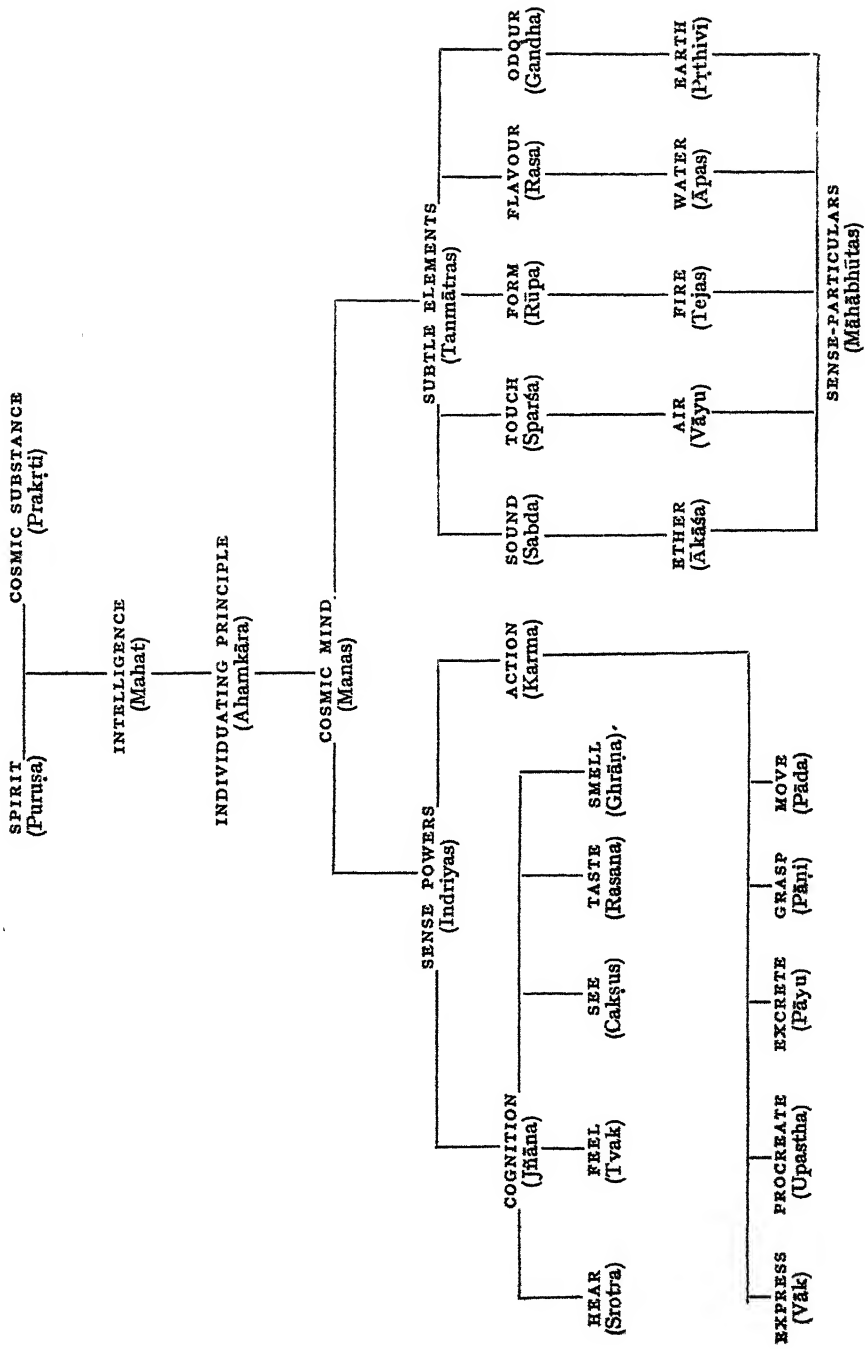 SPIRIT
(Puruṣa)
COSMIC SUBSTANCE
(Prakṛti)
INTELLIGENCE
(Mahat)
INDIVIDUATING PRINCIPLE
(Ahamkāra)
COSMIC MIND
(Manas)
SENSE POWERS
(Indriyas)
SUBTLE ELEMENTS
(Tanmātras)
COGNITION
(Jñāna)
ACTION
(Karma)
SOUND
(Sabda)
TOUCH
(Sparśa)
FORM
(Rūpa)
FLAVOUR
(Rasa)
ODOUR
(Gandha)
HEAR
(Srotra)
FEEL
(Tvak)
SEE
(Cakṣus)
TASTE
(Rasana)
SMELL
(Ghrāṇa)
ETHER
(Ākāśa)
AIR
(Vāyu)
FIRE
(Tejas)
WATER
(Āpas)
EARTH
(Pṛthivī)
EXPRESS
(Vāk)
PROCREATE
(Upastha)
EXCRETE
(Pāyu)
GRASP
(Pāṇi)
MOVE
(Pāda)
SENSE-PARTICULARS
(Māhābhūtas)